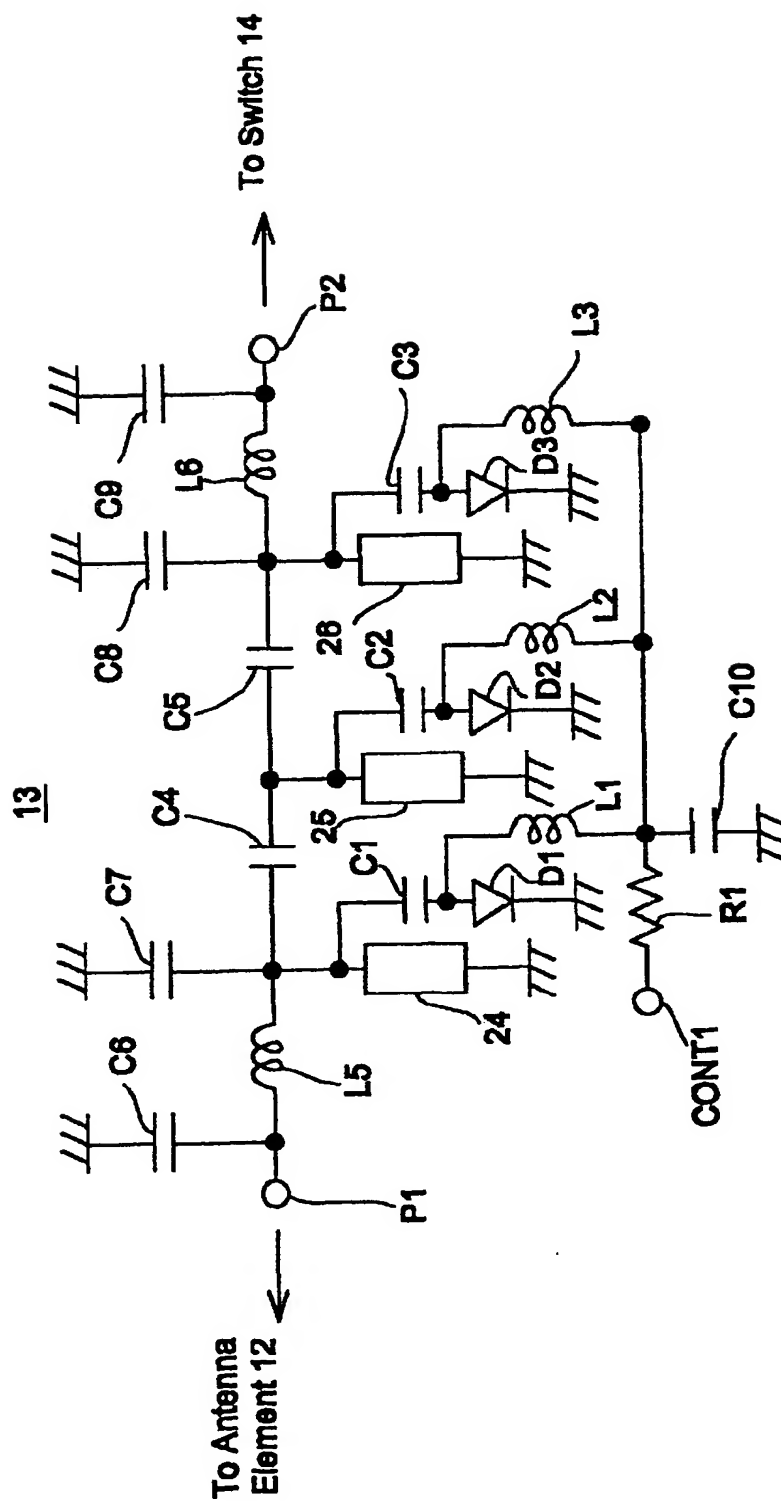 13
To Antenna
Element 12
To Switch 14
P1
C6
L5
C7
C4
C5
C8
L6
C9
P2
24
C1
D1
L1
25
C2
D2
L2
26
C3
D3
L3
CONT1
R1
C10